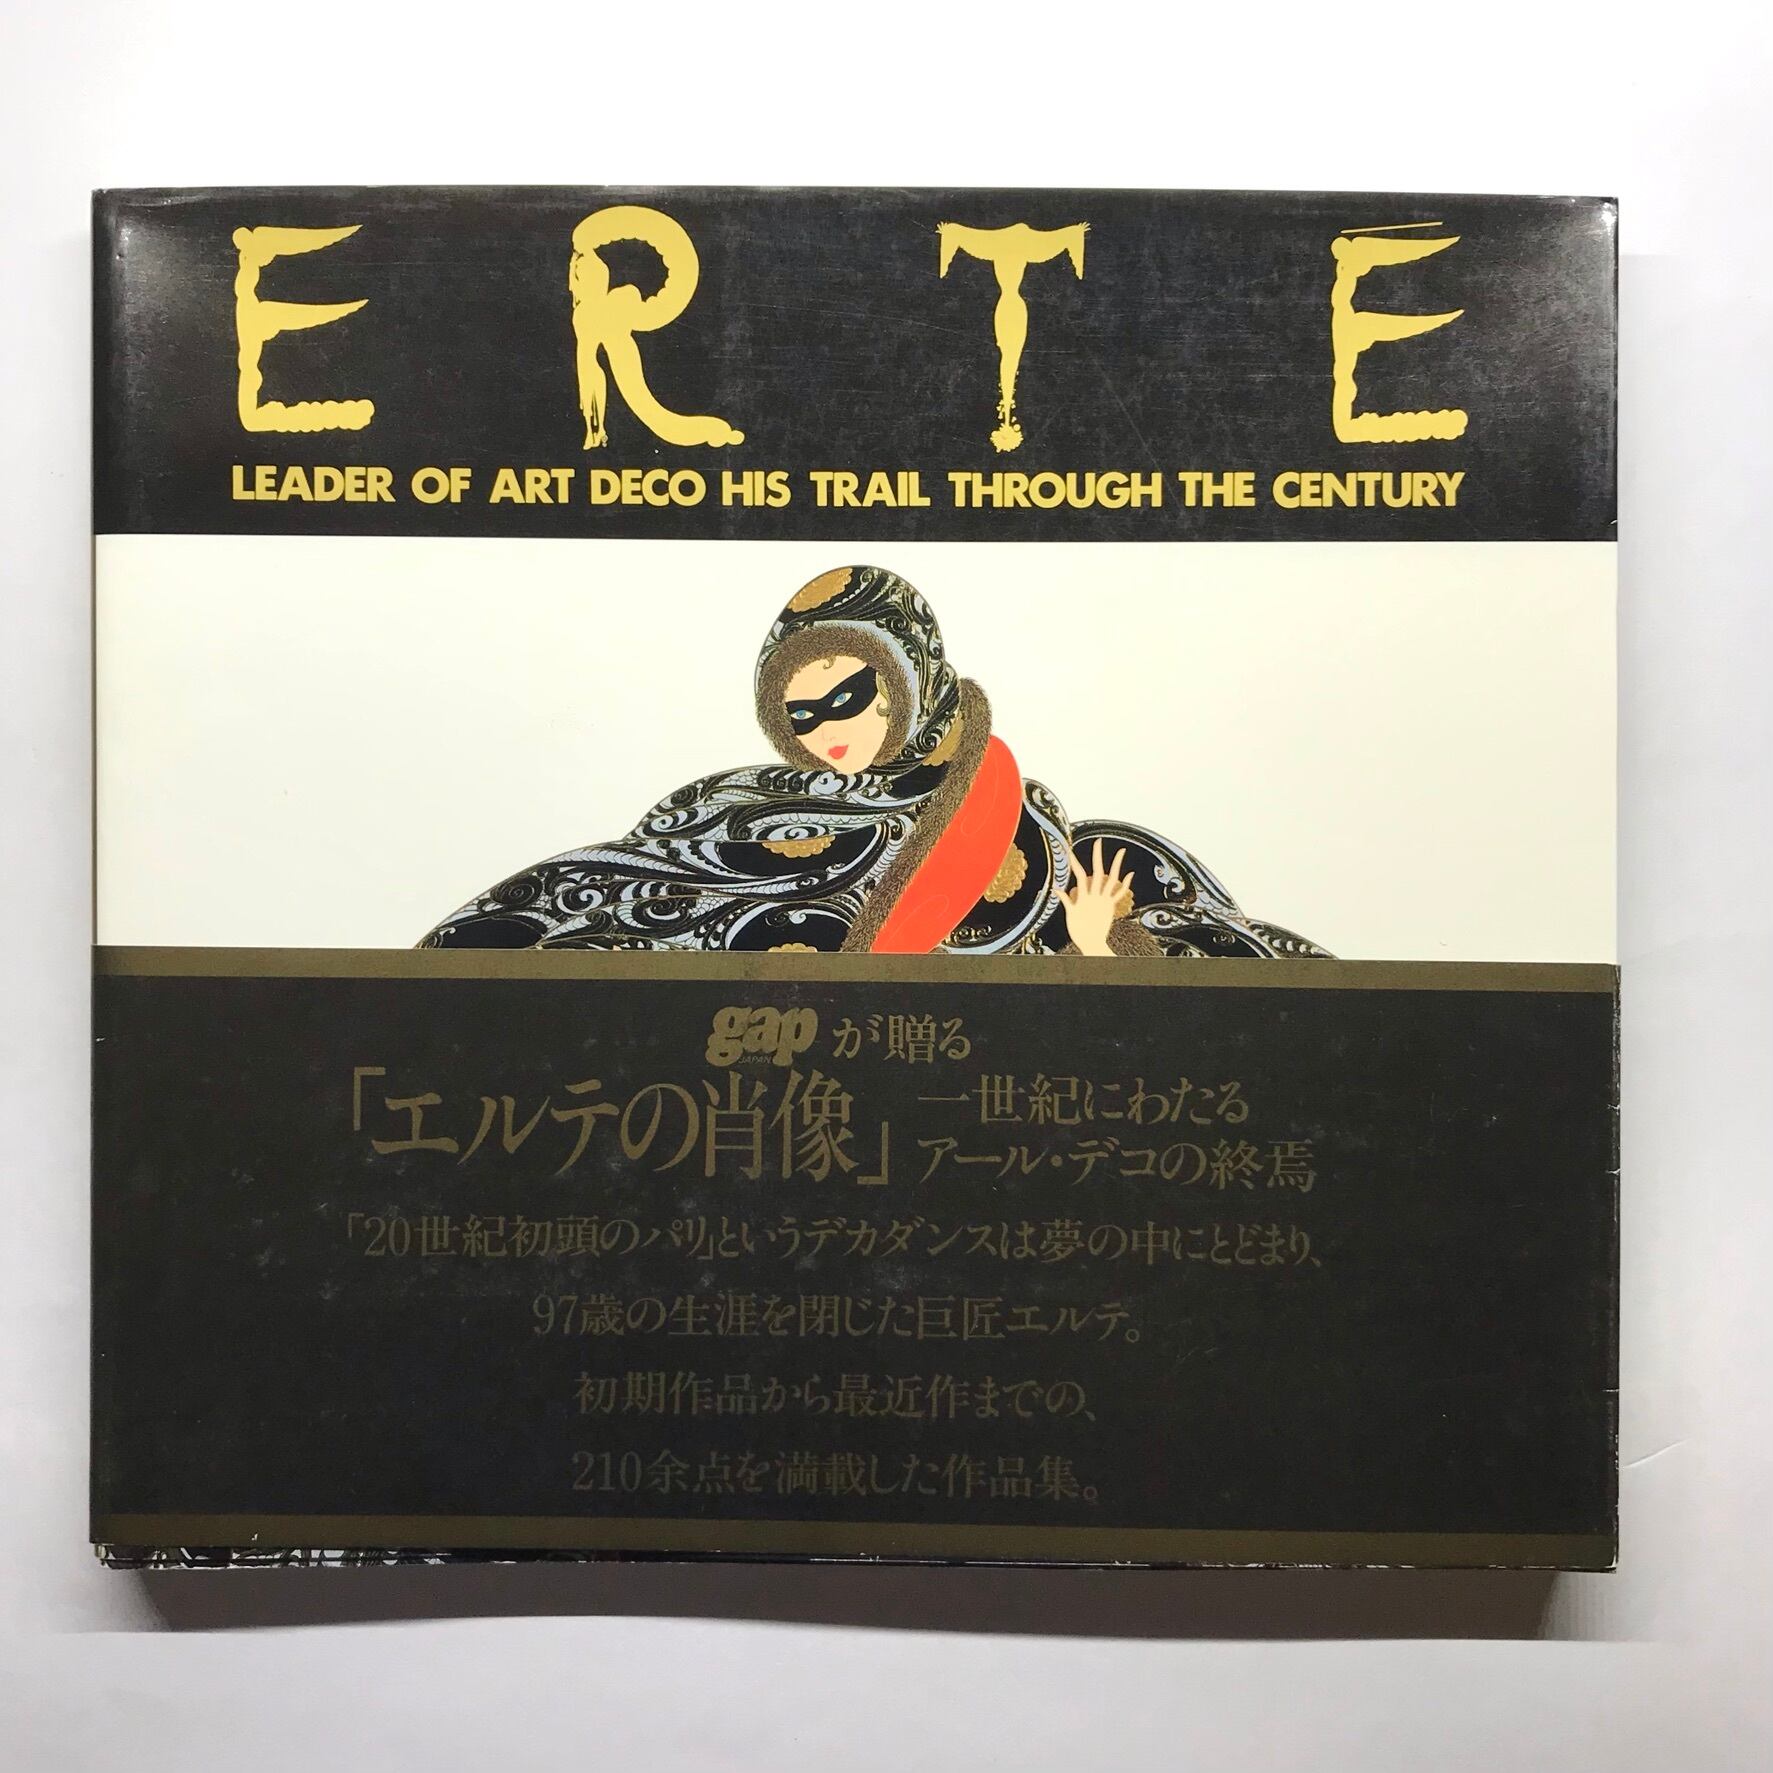 ERTÉ
LEADER OF ART DECO HIS TRAIL THROUGH THE CENTURY
gap JAPAN が贈る
「エルテの肖像」
一世紀にわたる
アール・デコの終焉
「20世紀初頭のパリ」というデカダンスは夢の中にとどまり、
97歳の生涯を閉じた巨匠エルテ。
初期作品から最近作までの、
210余点を満載した作品集。